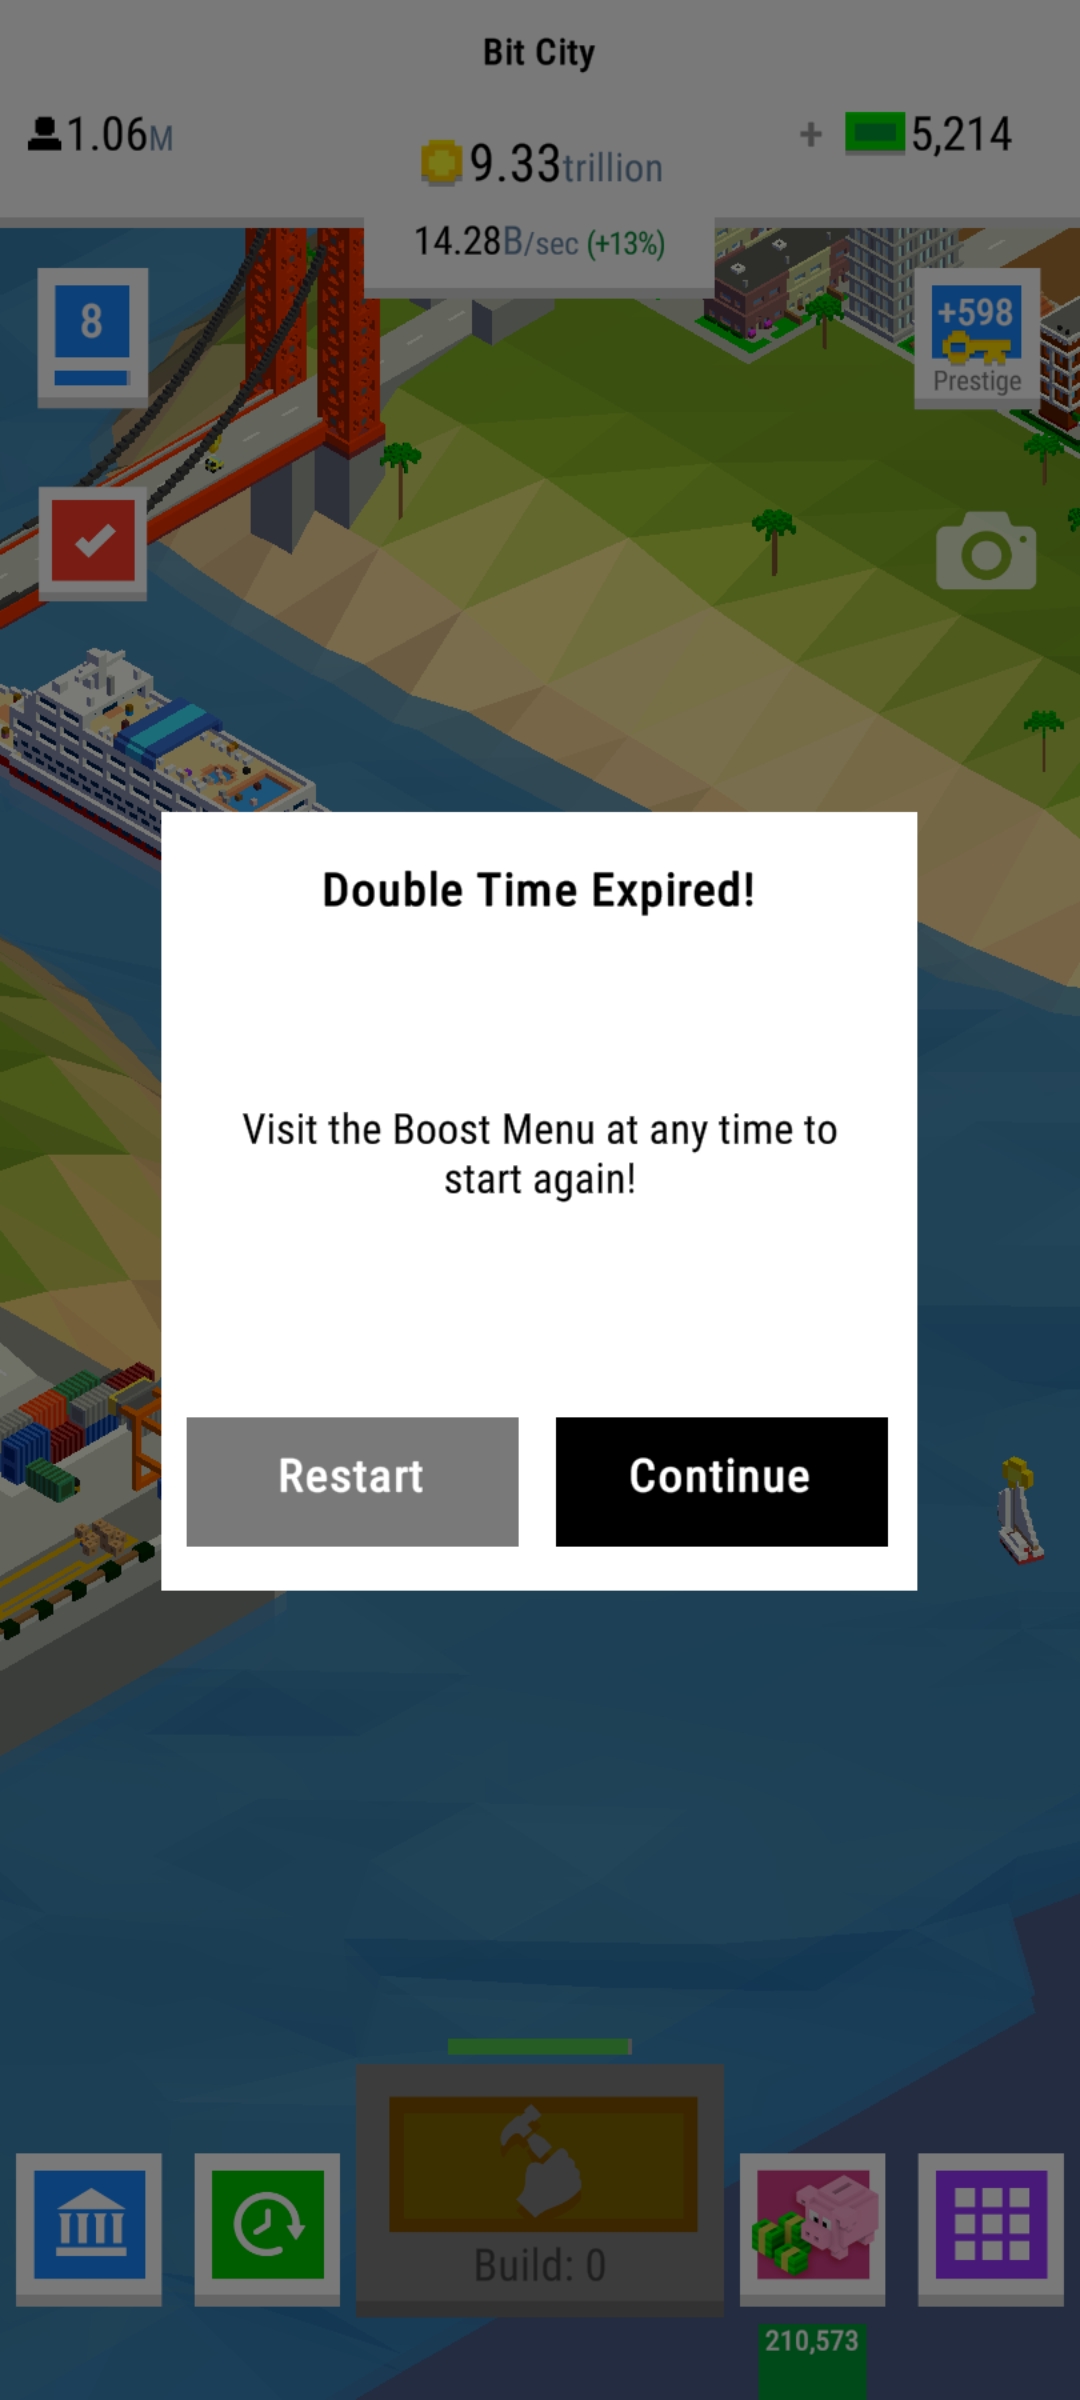 Bit City
1.06M
9.33trillion
+ 5,214
14.28B/sec (+13%)
8
+598
Prestige
Double Time Expired!
Visit the Boost Menu at any time to
start again!
Restart
Continue
Build: 0
210,573